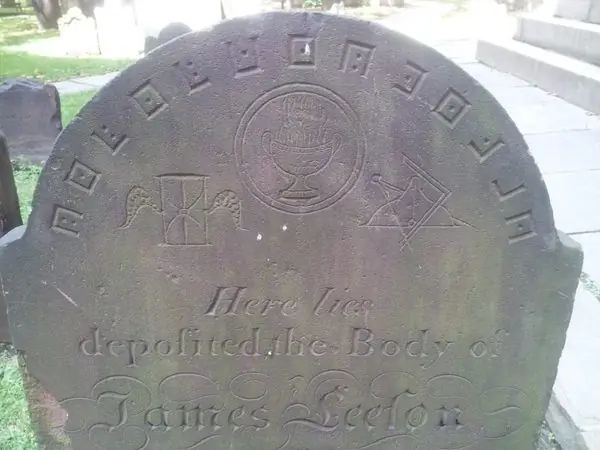 Here lies
depoſited the Body of
James Leeſon